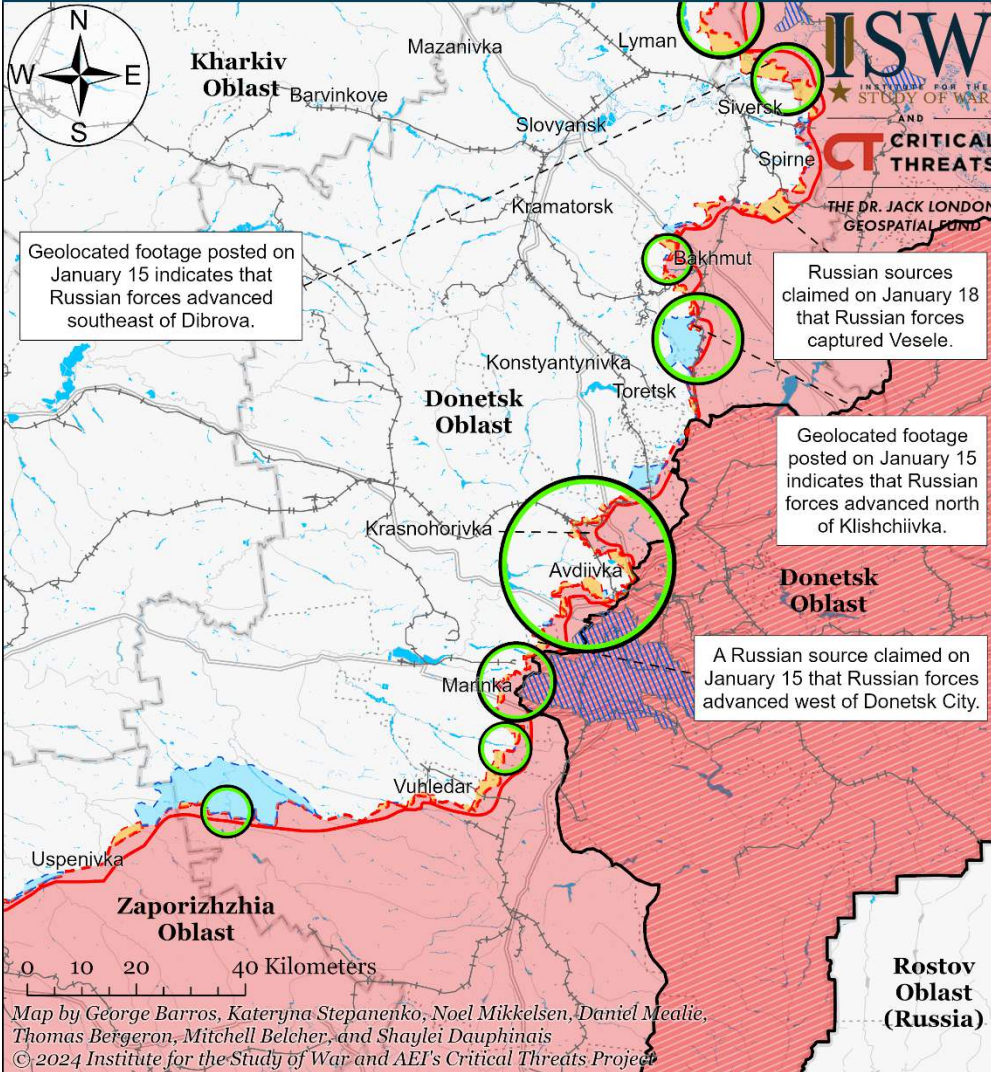 N
W
E
S
Kharkiv
Oblast
Mazanivka
Barvinkove
Lyman
Slovyansk
Siversk
Spirne
Kramatorsk
Bakhmut
ISW
INSTITUTE FOR THE
STUDY OF WAR
AND
CT CRITICAL
THREATS
THE DR. JACK LONDON
GEOSPATIAL FUND
Geolocated footage posted on
January 15 indicates that
Russian forces advanced
southeast of Dibrova.
Russian sources
claimed on January 18
that Russian forces
captured Vesele.
Konstyantynivka
Toretsk
Donetsk
Oblast
Geolocated footage
posted on January 15
indicates that Russian
forces advanced north
of Klishchiivka.
Krasnohorivka
Avdiivka
Donetsk
Oblast
A Russian source claimed on
January 15 that Russian forces
advanced west of Donetsk City.
Marinka
Vuhledar
Uspenivka
Zaporizhzhia
Oblast
Rostov
Oblast
(Russia)
0 10 20 40 Kilometers
Map by George Barros, Kateryna Stepanenko, Noel Mikkelsen, Daniel Mealie,
Thomas Bergeron, Mitchell Belcher, and Shaylei Dauphinais
© 2024 Institute for the Study of War and AEI's Critical Threats Project